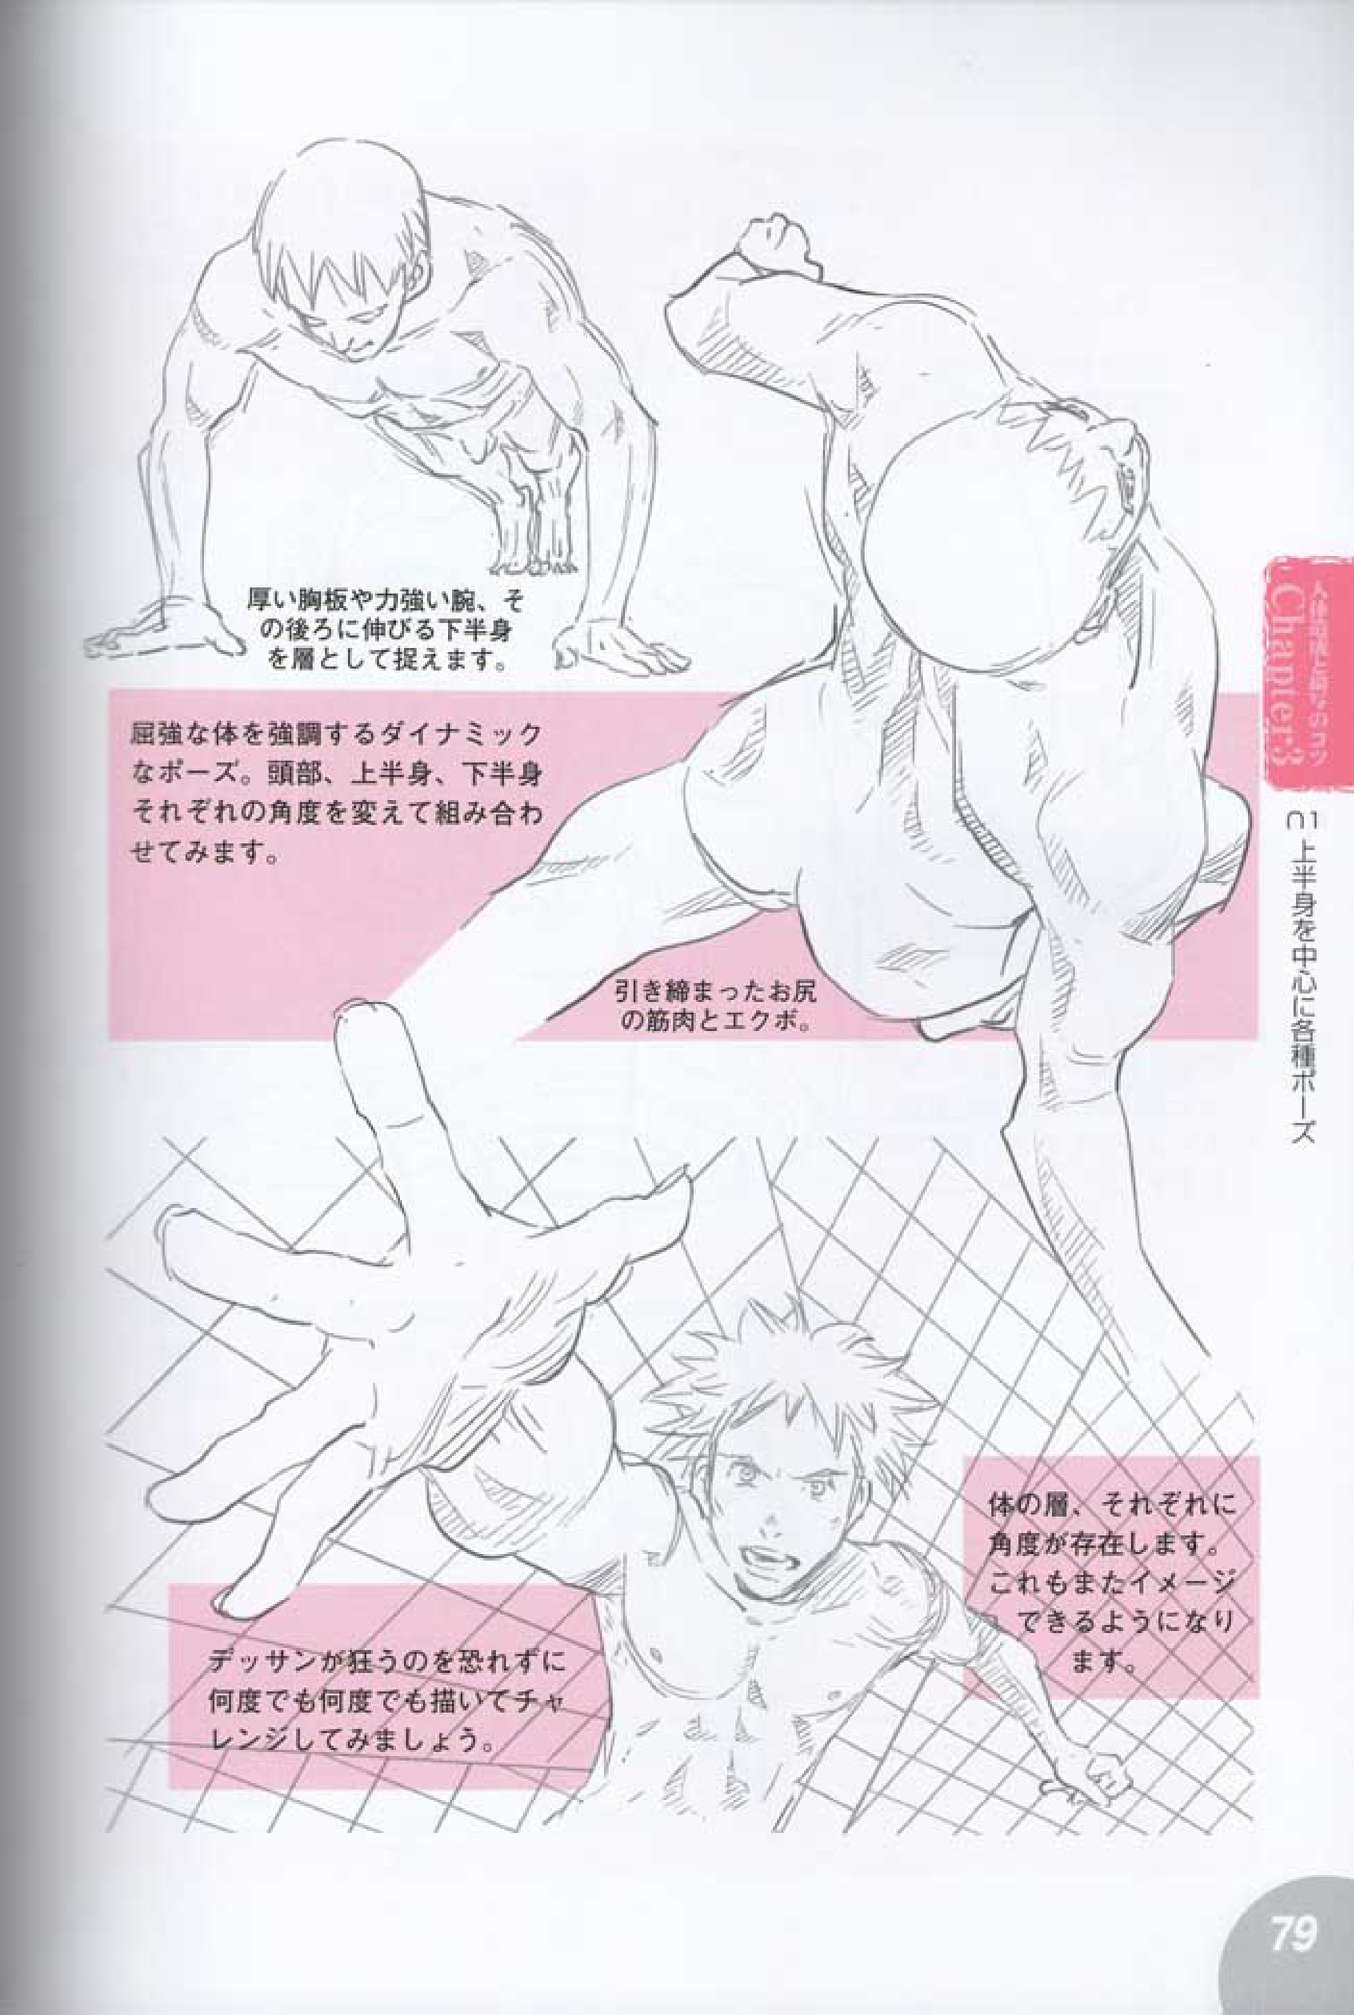 厚い胸板や力強い腕、そ
の後ろに伸びる下半身
を層として捉えます。
屈強な体を強調するダイナミック
なポーズ。頭部、上半身、下半身
それぞれの角度を変えて組み合わ
せてみます。
引き締まったお尻
の筋肉とエクボ。
体の層、それぞれに
角度が存在します。
これもまたイメージ
できるようになり
ます。
デッサンが狂うのを恐れずに
何度でも何度でも描いてチャ
レンジしてみましょう。
Chapter:3
01 上半身を中心に各種ポーズ
79